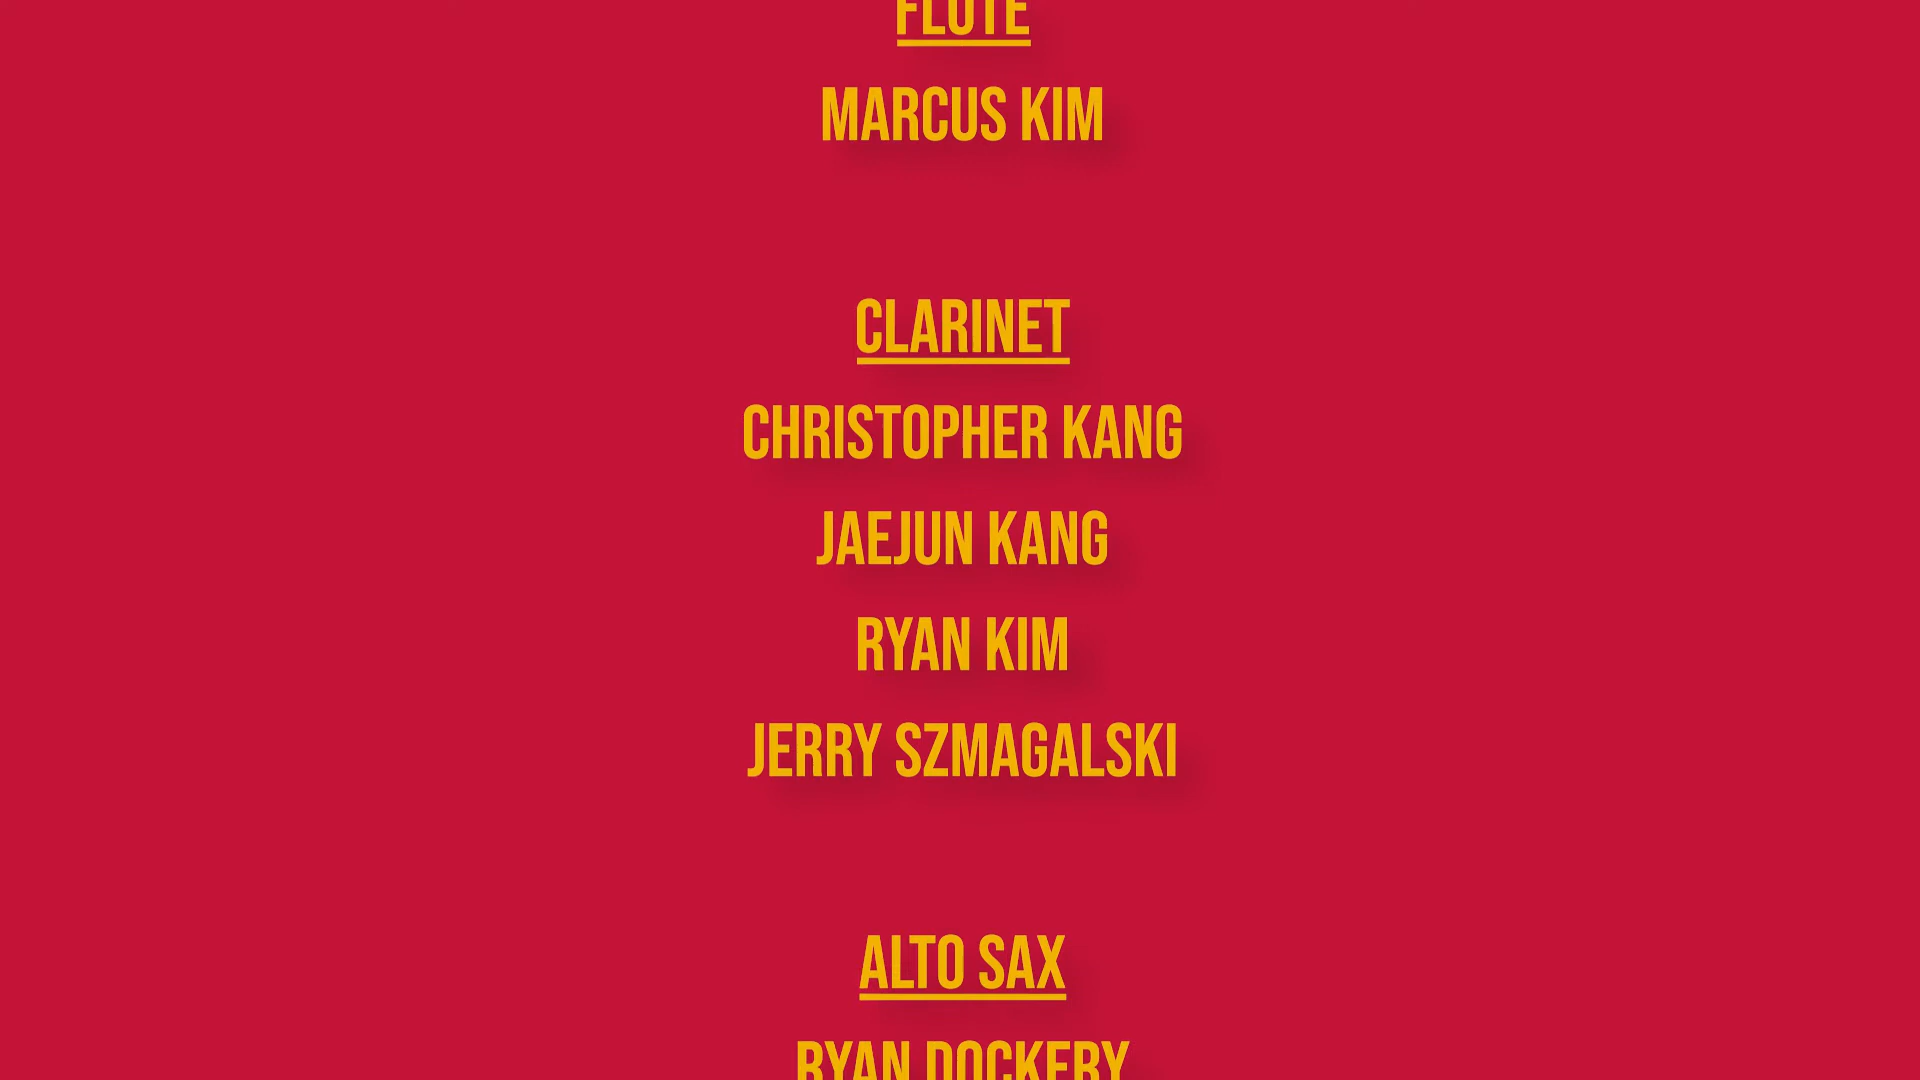 FLUTE
MARCUS KIM
CLARINET
CHRISTOPHER KANG
JAEJUN KANG
RYAN KIM
JERRY SZMAGALSKI
ALTO SAX
RYAN DOCKERY